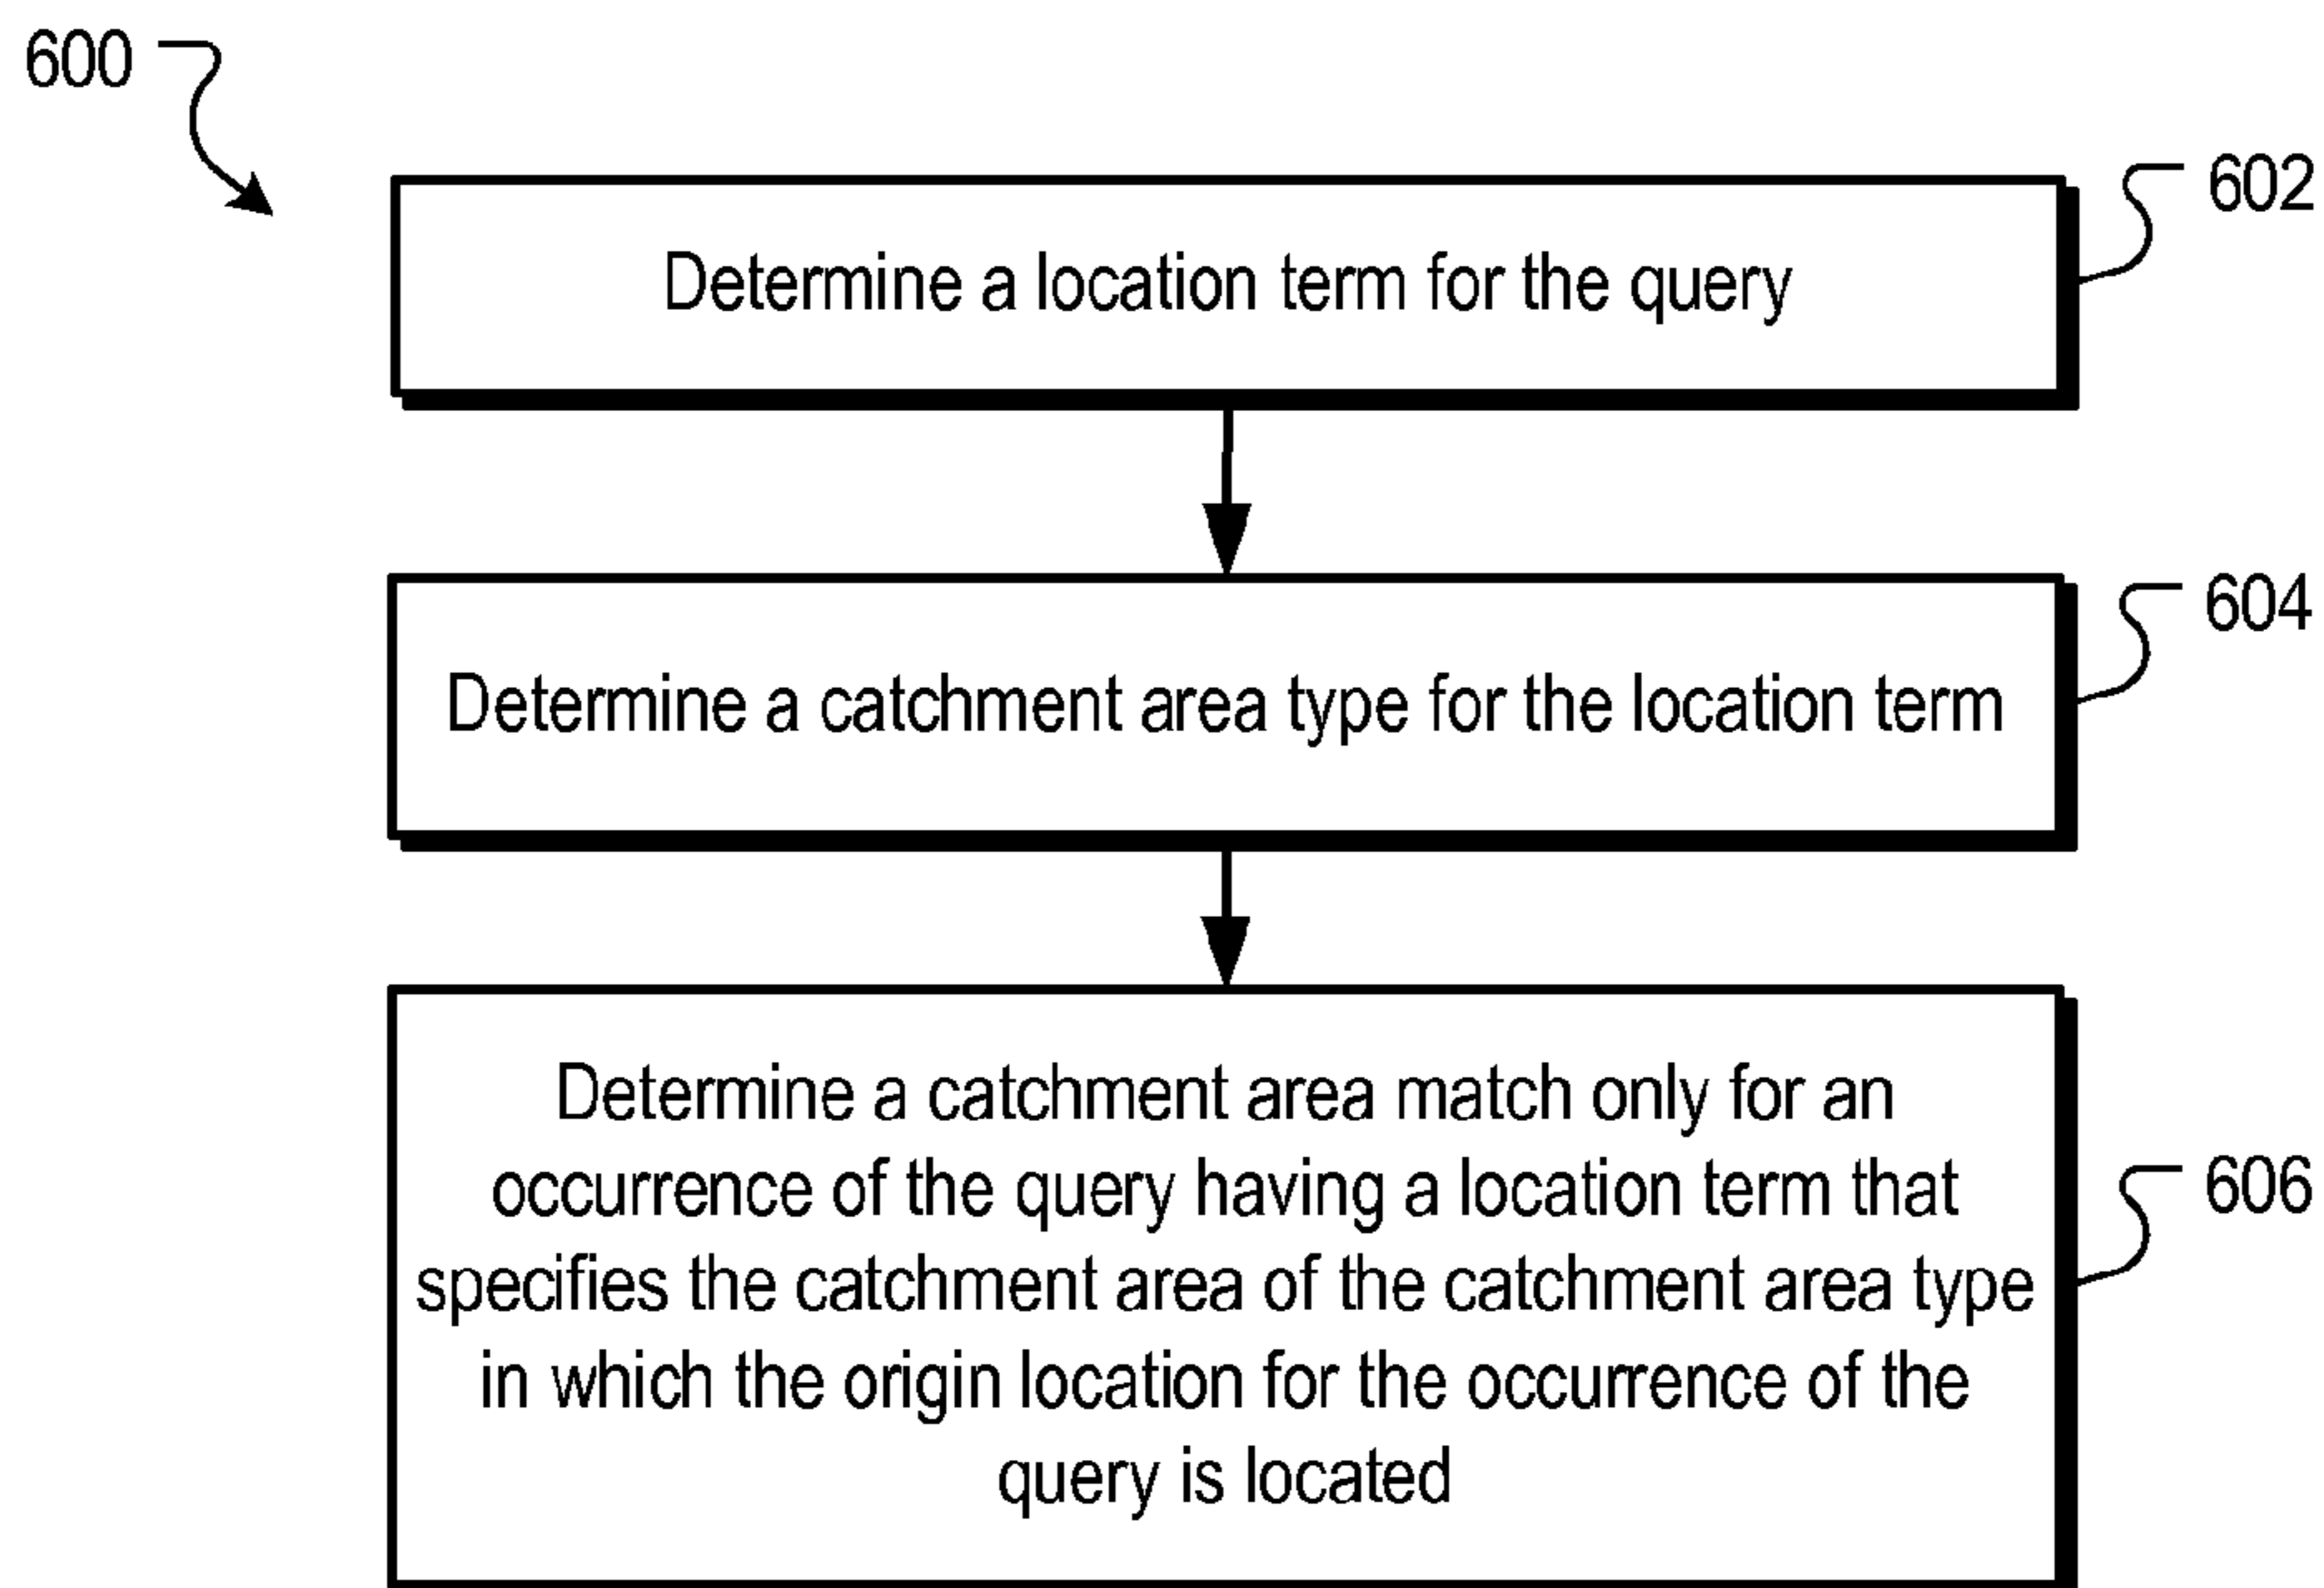 600
602
Determine a location term for the query
604
Determine a catchment area type for the location term
Determine a catchment area match only for an
occurrence of the query having a location term that
606
specifies the catchment area of the catchment area type
in which the origin location for the occurrence of the
query is located